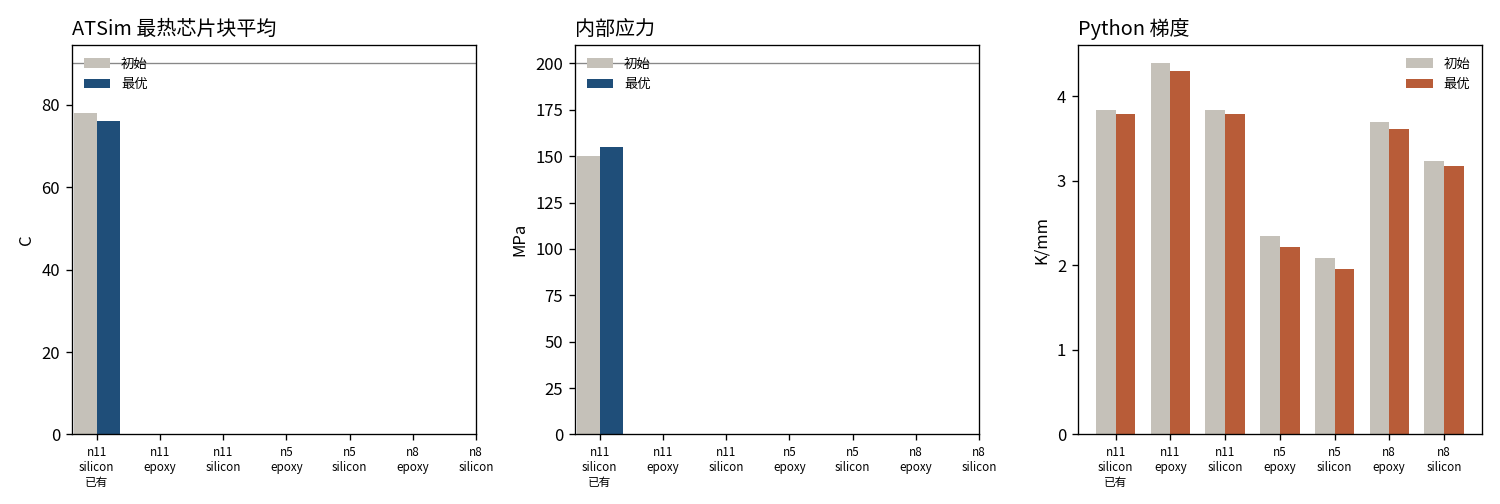 ATSim 最热芯片块平均
初始
最优
80
60
40
20
0
C
n11
silicon
已有
n11
epoxy
n11
silicon
n5
epoxy
n5
silicon
n8
epoxy
n8
silicon
内部应力
初始
最优
200
175
150
125
100
75
50
25
0
MPa
n11
silicon
已有
n11
epoxy
n11
silicon
n5
epoxy
n5
silicon
n8
epoxy
n8
silicon
Python 梯度
初始
最优
4
3
2
1
0
K/mm
n11
silicon
已有
n11
epoxy
n11
silicon
n5
epoxy
n5
silicon
n8
epoxy
n8
silicon